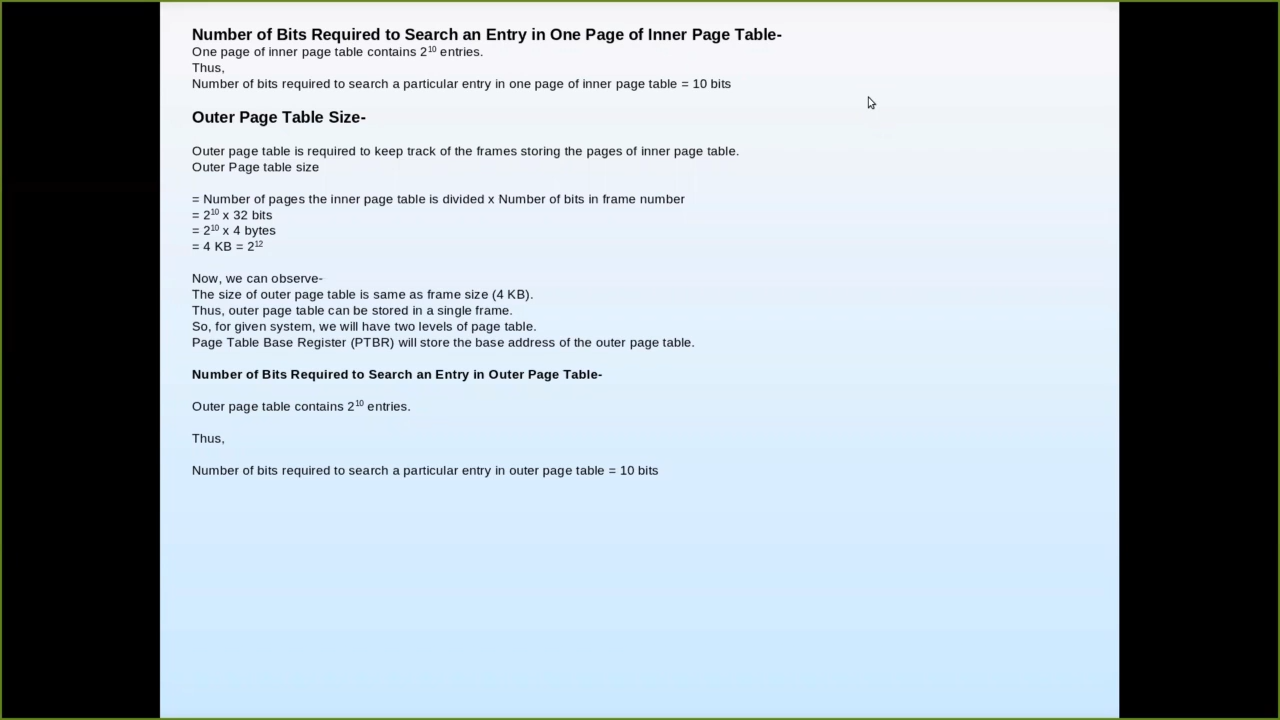 Number of Bits Required to Search an Entry in One Page of Inner Page Table-
One page of inner page table contains 2¹⁰ entries.
Thus,
Number of bits required to search a particular entry in one page of inner page table = 10 bits
Outer Page Table Size-
Outer page table is required to keep track of the frames storing the pages of inner page table.
Outer Page table size
= Number of pages the inner page table is divided x Number of bits in frame number
= 2¹⁰ x 32 bits
= 2¹⁰ x 4 bytes
= 4 KB = 2¹²
Now, we can observe-
The size of outer page table is same as frame size (4 KB).
Thus, outer page table can be stored in a single frame.
So, for given system, we will have two levels of page table.
Page Table Base Register (PTBR) will store the base address of the outer page table.
Number of Bits Required to Search an Entry in Outer Page Table-
Outer page table contains 2¹⁰ entries.
Thus,
Number of bits required to search a particular entry in outer page table = 10 bits